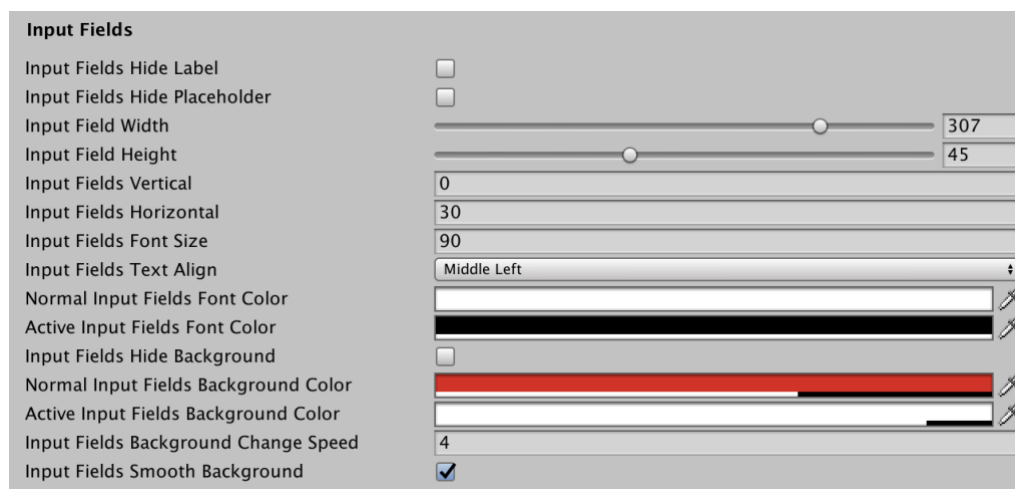 Input Fields
Input Fields Hide Label
Input Fields Hide Placeholder
Input Field Width 307
Input Field Height 45
Input Fields Vertical 0
Input Fields Horizontal 30
Input Fields Font Size 90
Input Fields Text Align Middle Left
Normal Input Fields Font Color
Active Input Fields Font Color
Input Fields Hide Background
Normal Input Fields Background Color
Active Input Fields Background Color
Input Fields Background Change Speed 4
Input Fields Smooth Background